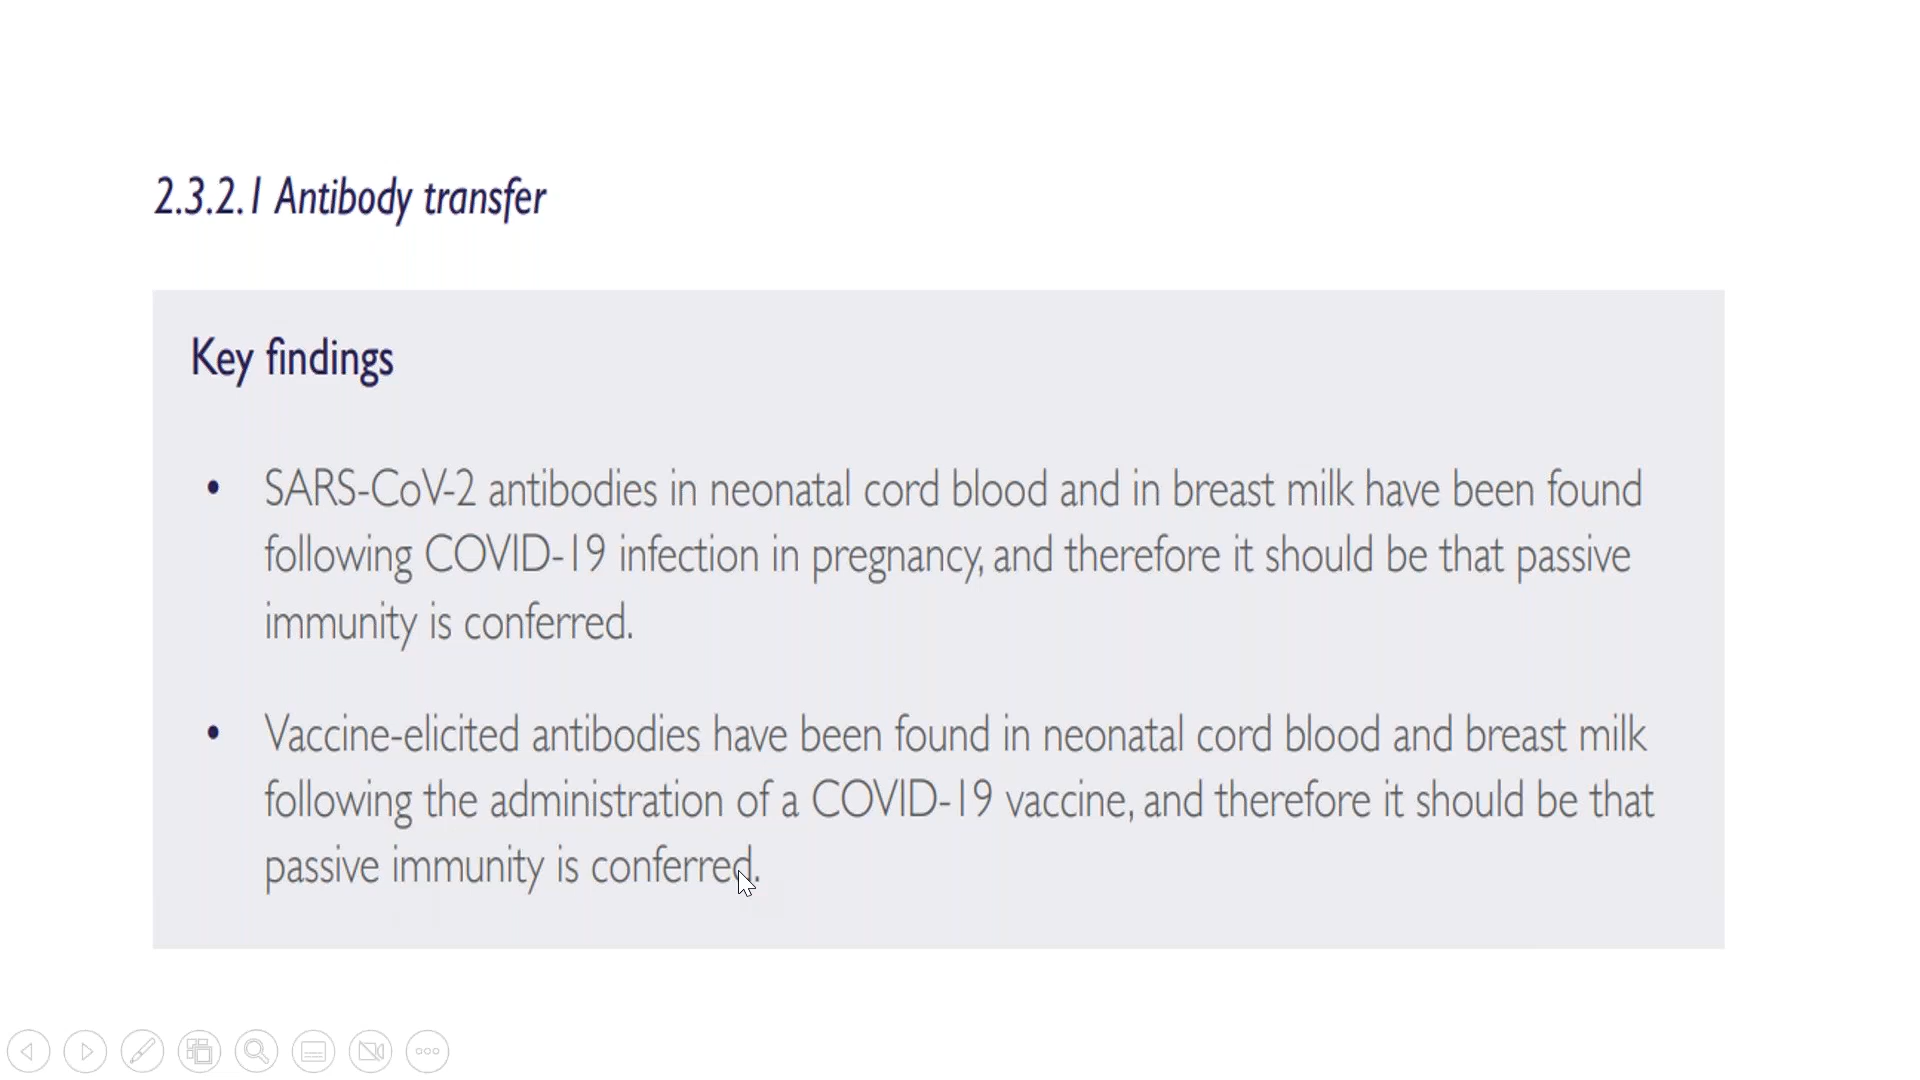 2.3.2.1 Antibody transfer
Key findings
• SARS-CoV-2 antibodies in neonatal cord blood and in breast milk have been found
following COVID-19 infection in pregnancy, and therefore it should be that passive
immunity is conferred.
• Vaccine-elicited antibodies have been found in neonatal cord blood and breast milk
following the administration of a COVID-19 vaccine, and therefore it should be that
passive immunity is conferred.